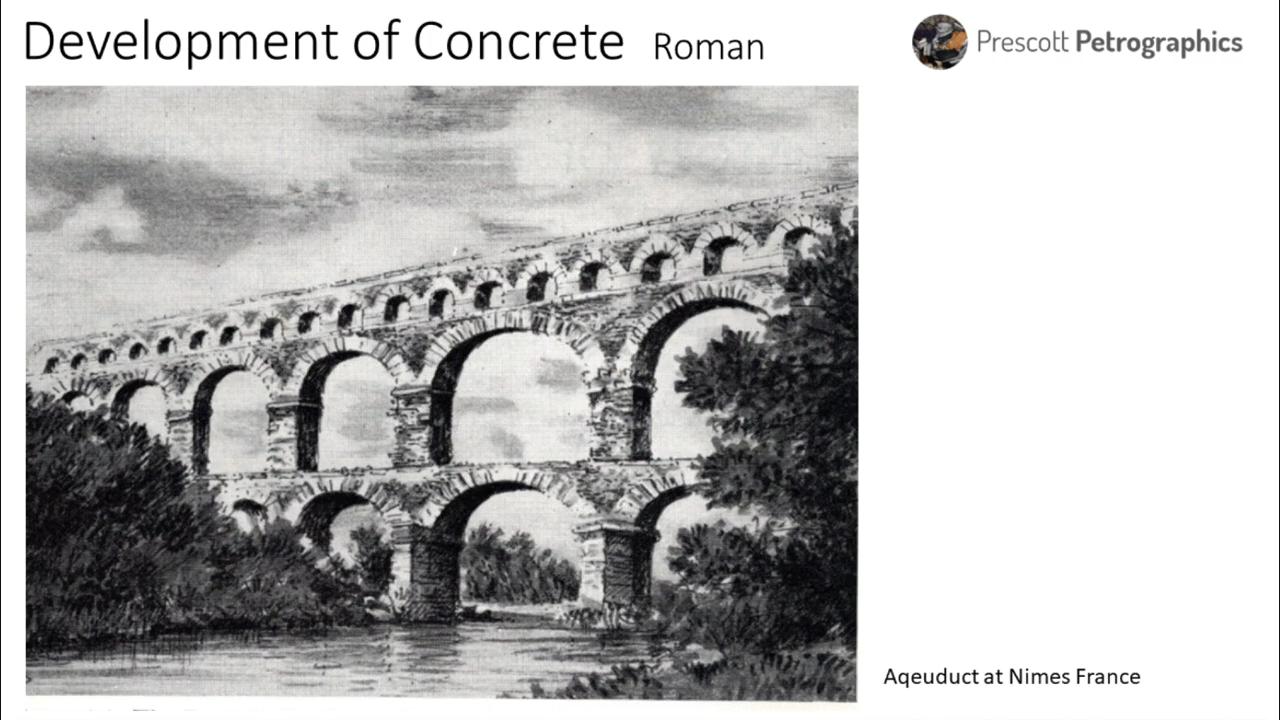 Development of Concrete Roman
Prescott Petrographics
Aqeuduct at Nimes France